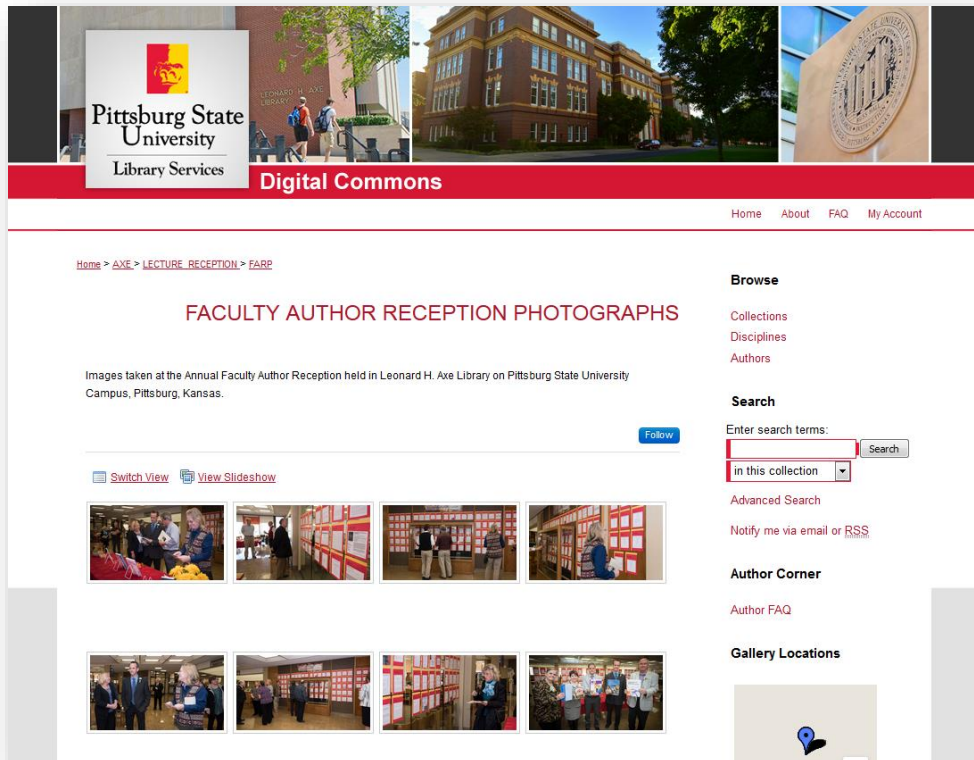 LEONARD H. AXE
LIBRARY
Pittsburg State
University
Library Services
Digital Commons
Home About FAQ My Account
Home > AXE > LECTURE_RECEPTION > FARP
FACULTY AUTHOR RECEPTION PHOTOGRAPHS
Images taken at the Annual Faculty Author Reception held in Leonard H. Axe Library on Pittsburg State University
Campus, Pittsburg, Kansas.
Follow
Switch View View Slideshow
Browse
Collections
Disciplines
Authors
Search
Enter search terms:
Search
in this collection
Advanced Search
Notify me via email or RSS
Author Corner
Author FAQ
Gallery Locations